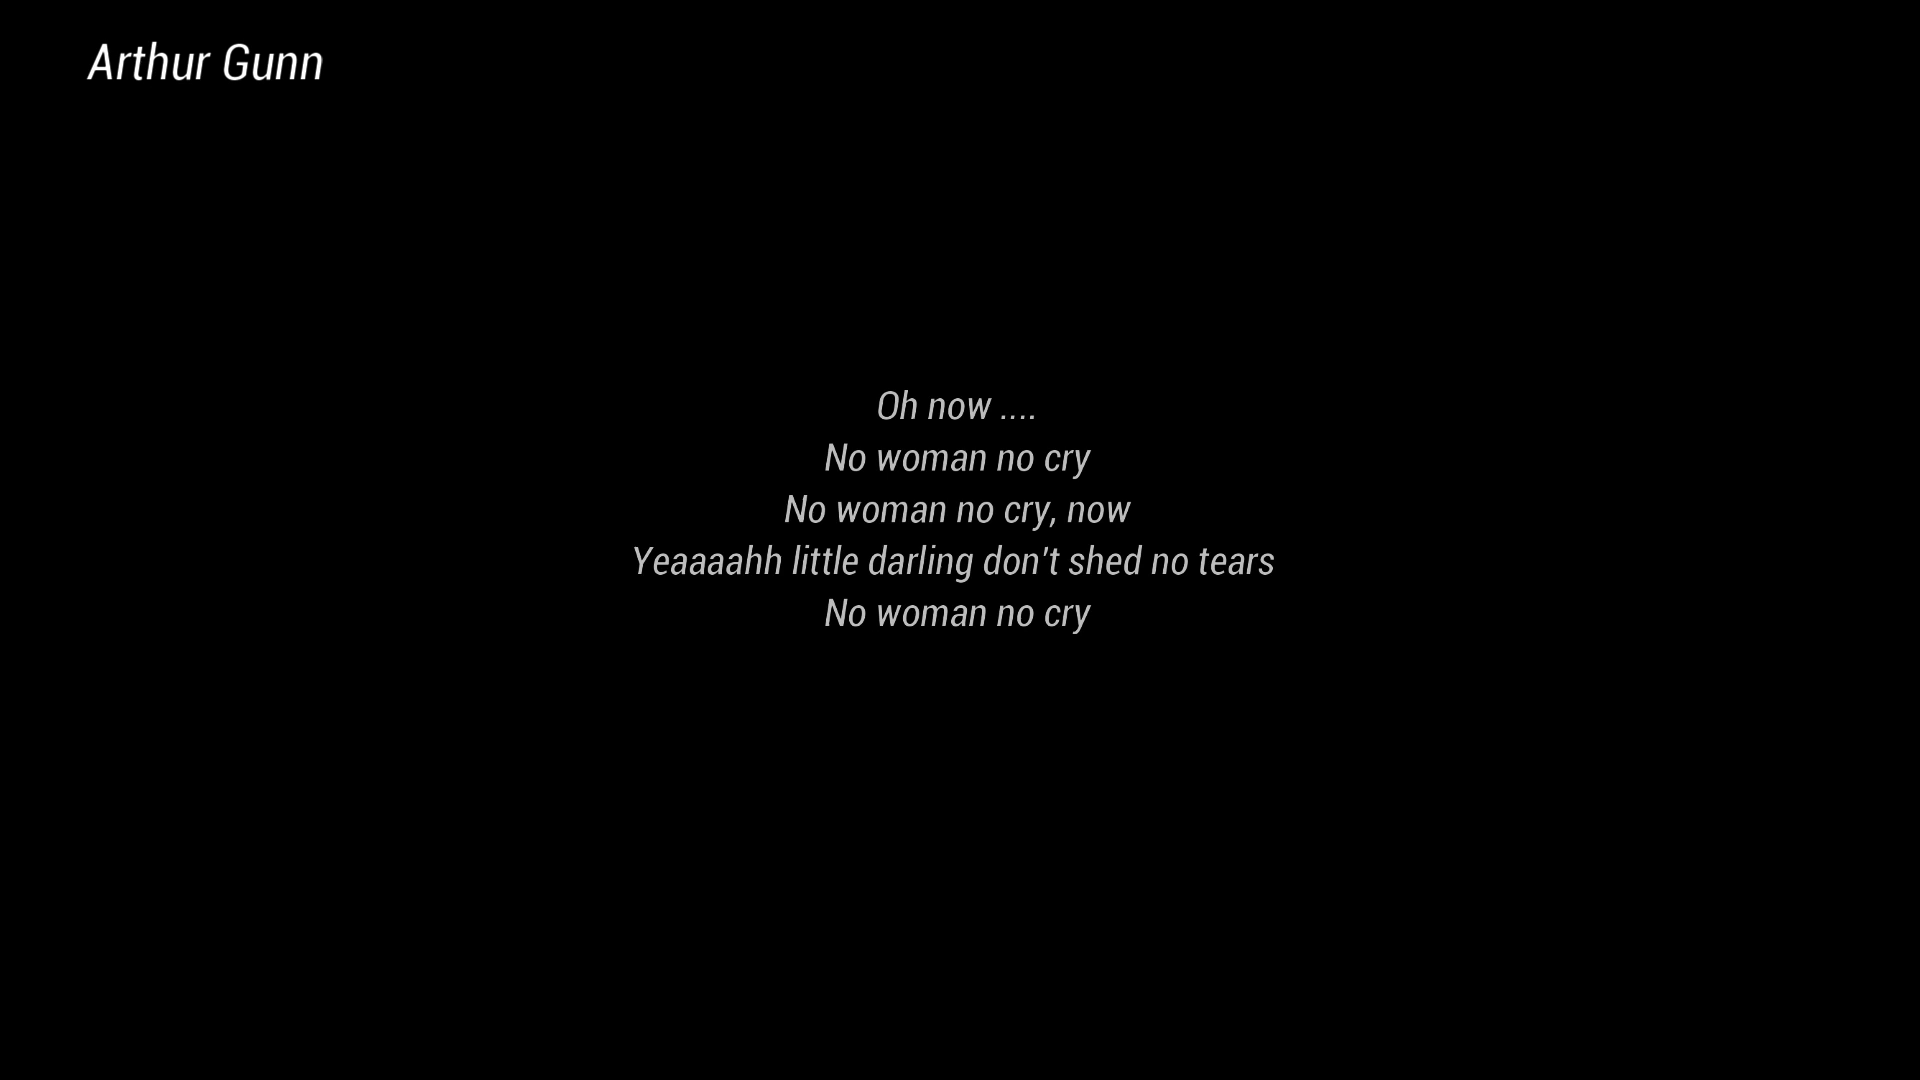 Arthur Gunn
Oh now ....
No woman no cry
No woman no cry, now
Yeaaaahh little darling don't shed no tears
No woman no cry